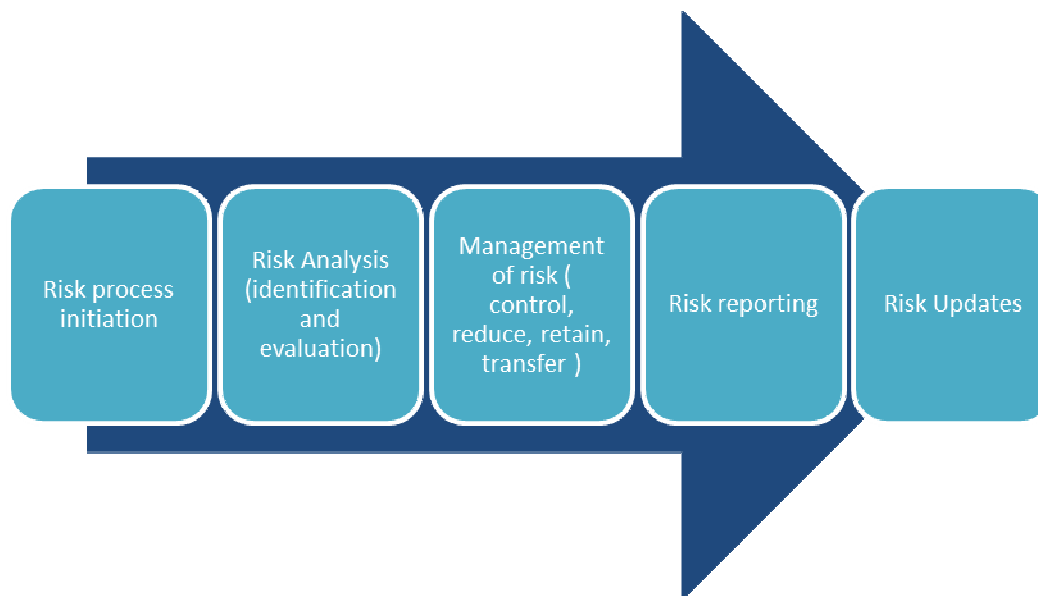 Risk process
initiation
Risk Analysis
(identification
and
evaluation)
Management
of risk (
control,
reduce, retain,
transfer )
Risk reporting
Risk Updates